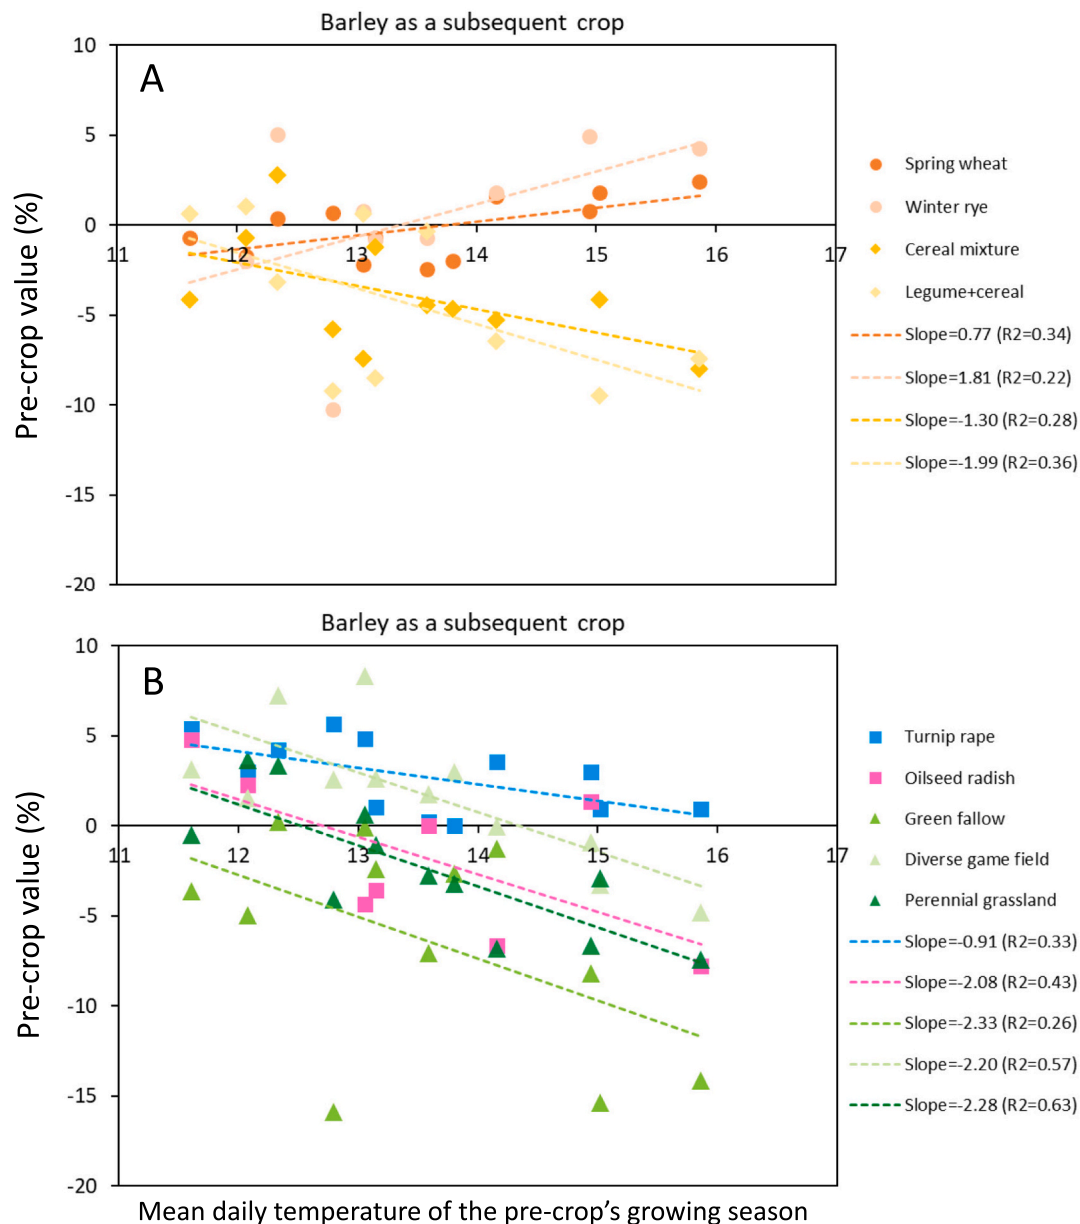 Barley as a subsequent crop
A
Pre-crop value (%)
10
5
0
-5
-10
-15
-20
11 12 13 14 15 16 17
Spring wheat
Winter rye
Cereal mixture
Legume+cereal
Slope=0.77 (R2=0.34)
Slope=1.81 (R2=0.22)
Slope=-1.30 (R2=0.28)
Slope=-1.99 (R2=0.36)
Barley as a subsequent crop
B
Pre-crop value (%)
10
5
0
-5
-10
-15
-20
11 12 13 14 15 16 17
Turnip rape
Oilseed radish
Green fallow
Diverse game field
Perennial grassland
Slope=-0.91 (R2=0.33)
Slope=-2.08 (R2=0.43)
Slope=-2.33 (R2=0.26)
Slope=-2.20 (R2=0.57)
Slope=-2.28 (R2=0.63)
Mean daily temperature of the pre-crop’s growing season